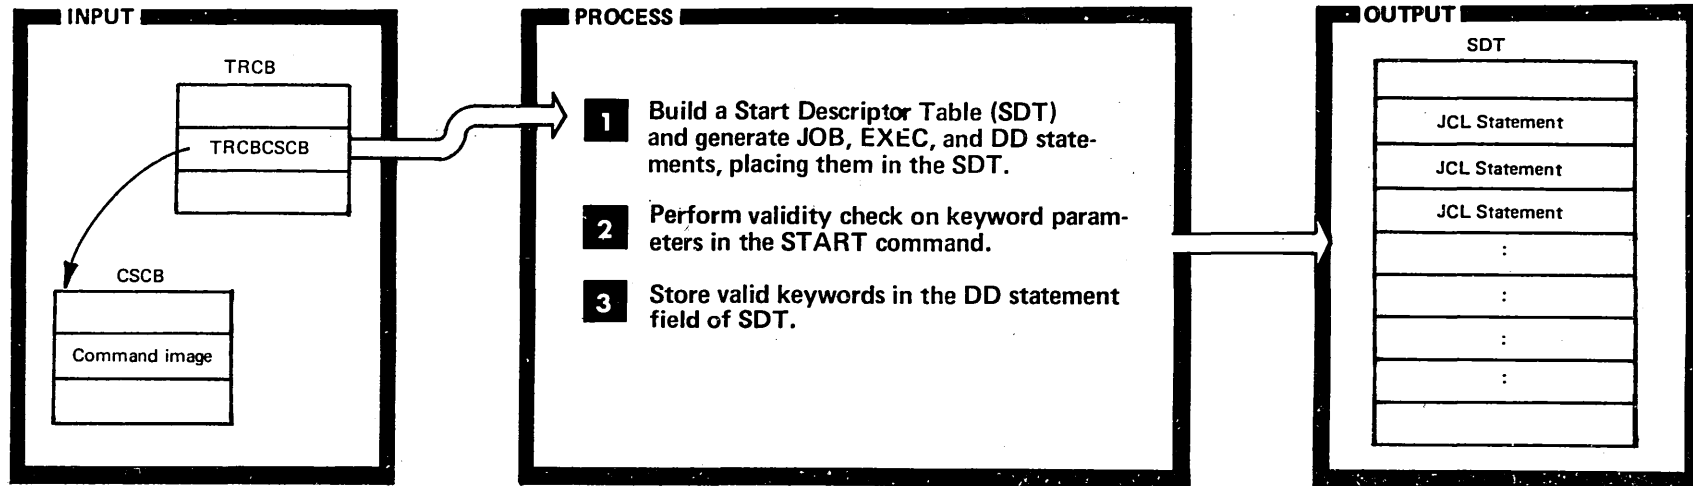 INPUT
TRCB
TRCBCSCB
CSCB
Command image
PROCESS
1 Build a Start Descriptor Table (SDT)
and generate JOB, EXEC, and DD state-
ments, placing them in the SDT.
2 Perform validity check on keyword param-
eters in the START command.
3 Store valid keywords in the DD statement
field of SDT.
OUTPUT
SDT
JCL Statement
JCL Statement
JCL Statement
:
:
:
: